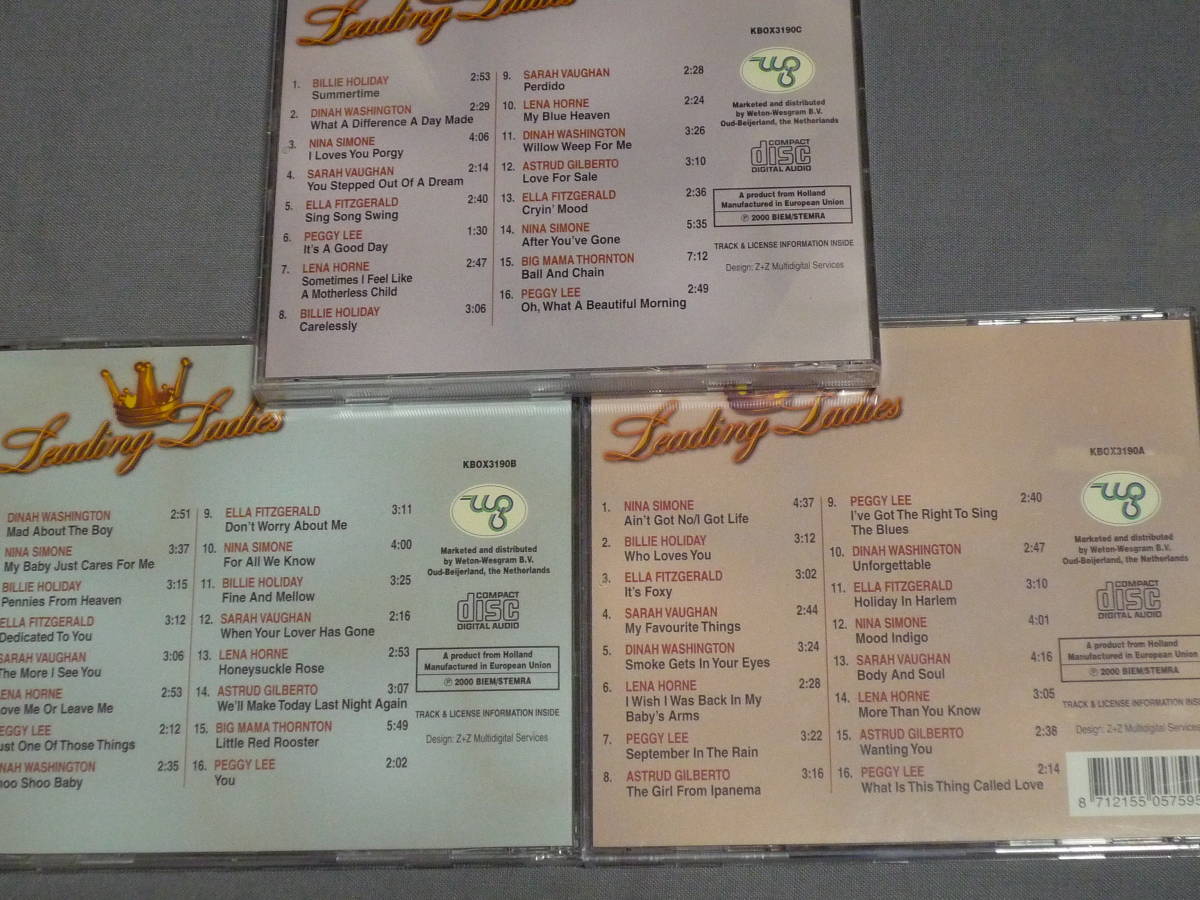 Leading Ladies
KBOX3190C
1. BILLIE HOLIDAY 2:53
Summertime
2. DINAH WASHINGTON 2:29
What A Difference A Day Made
3. NINA SIMONE 4:06
I Loves You Porgy
4. SARAH VAUGHAN 2:14
You Stepped Out Of A Dream
5. ELLA FITZGERALD 2:40
Sing Song Swing
6. PEGGY LEE 1:30
It's A Good Day
7. LENA HORNE 2:47
Sometimes I Feel Like
A Motherless Child
8. BILLIE HOLIDAY 3:06
Carelessly
9. SARAH VAUGHAN 2:28
Perdido
10. LENA HORNE 2:24
My Blue Heaven
11. DINAH WASHINGTON 3:26
Willow Weep For Me
12. ASTRUD GILBERTO 3:10
Love For Sale
13. ELLA FITZGERALD 2:36
Cryin' Mood
14. NINA SIMONE 5:35
After You've Gone
15. BIG MAMA THORNTON 7:12
Ball And Chain
16. PEGGY LEE 2:49
Oh, What A Beautiful Morning
wg
Marketed and distributed
by Weton-Wesgram B.V.
Oud-Beijerland, the Netherlands
COMPACT
disc
DIGITAL AUDIO
A product from Holland
Manufactured in European Union
℗ 2000 BIEM/STEMRA
TRACK & LICENSE INFORMATION INSIDE
Design: Z+Z Multidigital Services
Leading Ladies
KBOX3190B
DINAH WASHINGTON 2:51
Mad About The Boy
NINA SIMONE 3:37
My Baby Just Cares For Me
BILLIE HOLIDAY 3:15
Pennies From Heaven
ELLA FITZGERALD 3:12
Dedicated To You
SARAH VAUGHAN 3:06
The More I See You
LENA HORNE 2:53
Love Me Or Leave Me
PEGGY LEE 2:12
Just One Of Those Things
DINAH WASHINGTON 2:35
Shoo Shoo Baby
9. ELLA FITZGERALD 3:11
Don't Worry About Me
10. NINA SIMONE 4:00
For All We Know
11. BILLIE HOLIDAY 3:25
Fine And Mellow
12. SARAH VAUGHAN 2:16
When Your Lover Has Gone
13. LENA HORNE 2:53
Honeysuckle Rose
14. ASTRUD GILBERTO 3:07
We'll Make Today Last Night Again
15. BIG MAMA THORNTON 5:49
Little Red Rooster
16. PEGGY LEE 2:02
You
wg
Marketed and distributed
by Weton-Wesgram B.V.
Oud-Beijerland, the Netherlands
COMPACT
disc
DIGITAL AUDIO
A product from Holland
Manufactured in European Union
℗ 2000 BIEM/STEMRA
TRACK & LICENSE INFORMATION INSIDE
Design: Z+Z Multidigital Services
Leading Ladies
KBOX3190A
1. NINA SIMONE 4:37
Ain't Got No/I Got Life
2. BILLIE HOLIDAY 3:12
Who Loves You
3. ELLA FITZGERALD 3:02
It's Foxy
4. SARAH VAUGHAN 2:44
My Favourite Things
5. DINAH WASHINGTON 3:24
Smoke Gets In Your Eyes
6. LENA HORNE 2:28
I Wish I Was Back In My
Baby's Arms
7. PEGGY LEE 3:22
September In The Rain
8. ASTRUD GILBERTO 3:16
The Girl From Ipanema
9. PEGGY LEE 2:40
I've Got The Right To Sing
The Blues
10. DINAH WASHINGTON 2:47
Unforgettable
11. ELLA FITZGERALD 3:10
Holiday In Harlem
12. NINA SIMONE 4:01
Mood Indigo
13. SARAH VAUGHAN 4:16
Body And Soul
14. LENA HORNE 3:05
More Than You Know
15. ASTRUD GILBERTO 2:38
Wanting You
16. PEGGY LEE 2:14
What Is This Thing Called Love
wg
Marketed and distributed
by Weton-Wesgram B.V.
Oud-Beijerland, the Netherlands
COMPACT
disc
DIGITAL AUDIO
A product from Holland
Manufactured in European Union
℗ 2000 BIEM/STEMRA
TRACK & LICENSE INFORMATION INSIDE
Design: Z+Z Multidigital Services
8 712155 057595